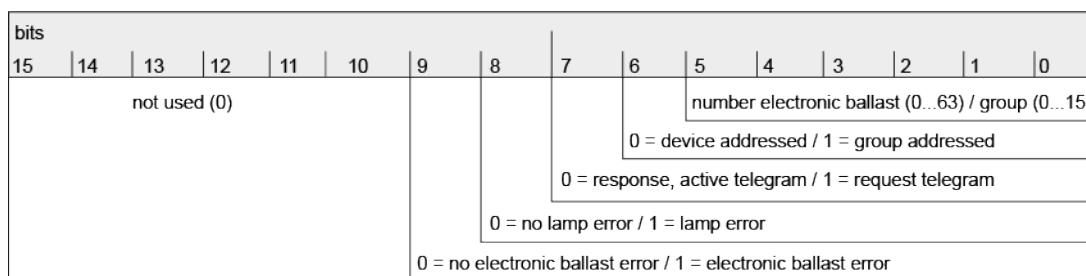 bits
15 14 13 12 11 10 9 8 7 6 5 4 3 2 1 0
not used (0)
number electronic ballast (0...63) / group (0...15
0 = device addressed / 1 = group addressed
0 = response, active telegram / 1 = request telegram
0 = no lamp error / 1 = lamp error
0 = no electronic ballast error / 1 = electronic ballast error